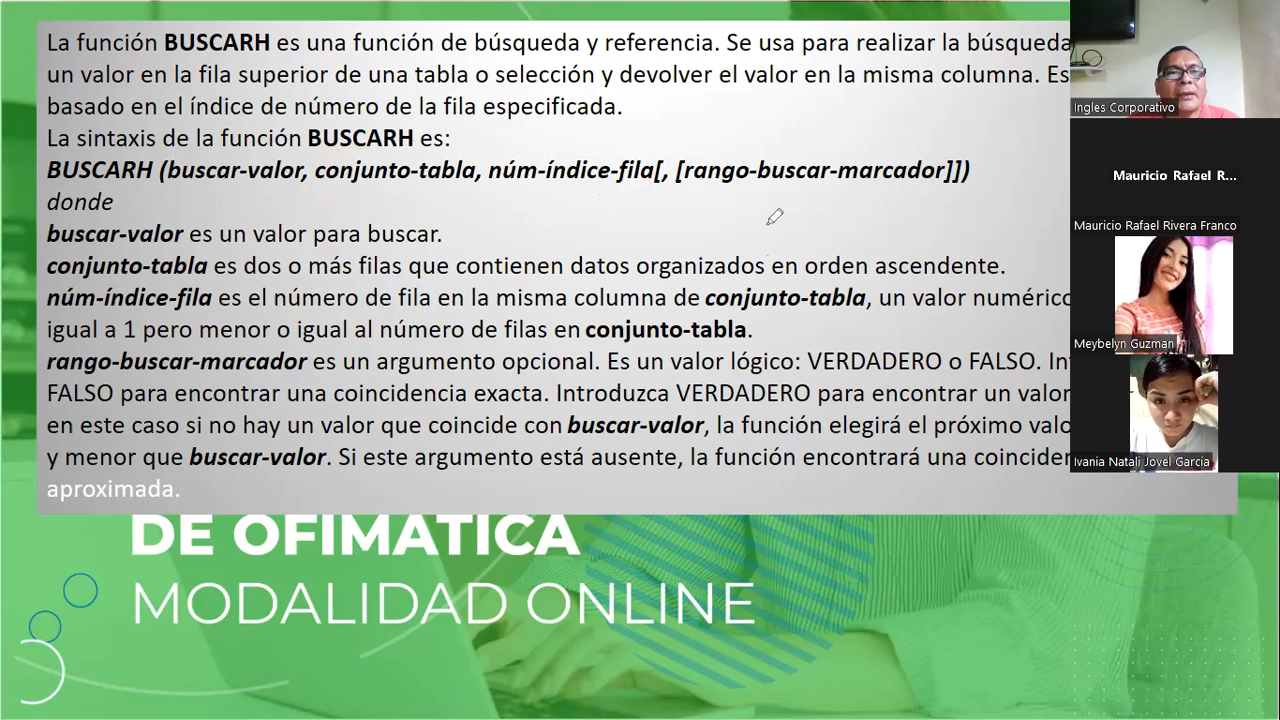 La función BUSCARH es una función de búsqueda y referencia. Se usa para realizar la búsqueda
un valor en la fila superior de una tabla o selección y devolver el valor en la misma columna. Es
basado en el índice de número de la fila especificada.
La sintaxis de la función BUSCARH es:
BUSCARH (buscar-valor, conjunto-tabla, núm-índice-fila[, [rango-buscar-marcador]])
donde
buscar-valor es un valor para buscar.
conjunto-tabla es dos o más filas que contienen datos organizados en orden ascendente.
núm-índice-fila es el número de fila en la misma columna de conjunto-tabla, un valor numérico
igual a 1 pero menor o igual al número de filas en conjunto-tabla.
rango-buscar-marcador es un argumento opcional. Es un valor lógico: VERDADERO o FALSO.
FALSO para encontrar una coincidencia exacta. Introduzca VERDADERO para encontrar un valor
en este caso si no hay un valor que coincide con buscar-valor, la función elegirá el próximo
y menor que buscar-valor. Si este argumento está ausente, la función encontrará una
aproximada.
DE OFIMATICA
MODALIDAD ONLINE
Ingles Corporativo
Mauricio Rafael R...
Mauricio Rafael Rivera Franco
Meybelyn Guzman
Ivania Natali Jovel Garcia